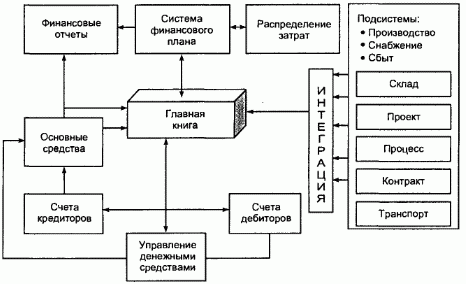 Финансовые
отчеты
Система
финансового
плана
Распределение
затрат
Подсистемы:
• Производство
• Снабжение
• Сбыт
Склад
Проект
Процесс
Контракт
Транспорт
ИНТЕГРАЦИЯ
Главная
книга
Основные
средства
Счета
кредиторов
Счета
дебиторов
Управление
денежными
средствами